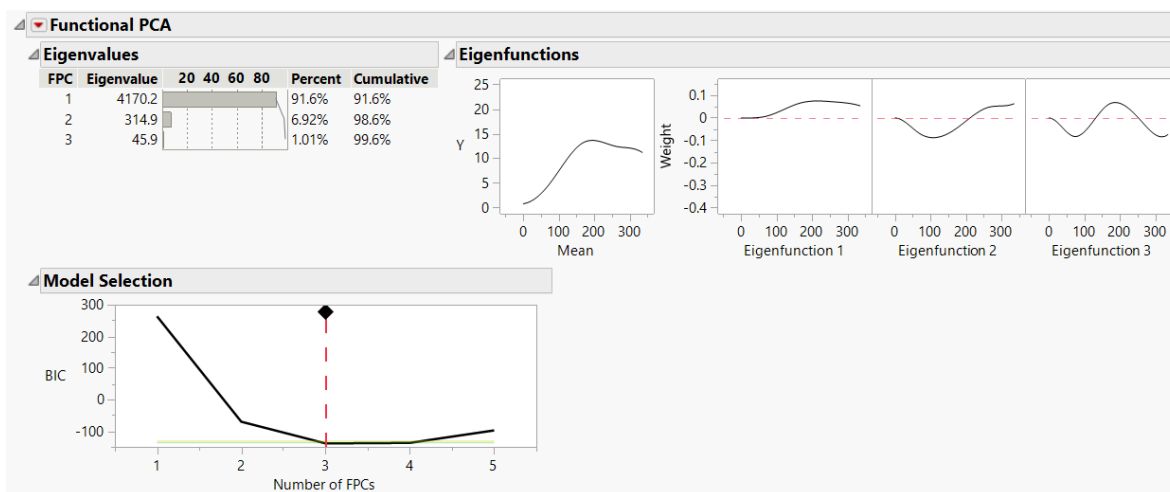 Functional PCA
Eigenvalues
FPC Eigenvalue 20 40 60 80 Percent Cumulative
1 4170.2 91.6% 91.6%
2 314.9 6.92% 98.6%
3 45.9 1.01% 99.6%
Eigenfunctions
25
20
15
10
5
0
Y
0 100 200 300
Mean
0.1
0
-0.1
-0.2
-0.3
-0.4
Weight
0 100 200 300
Eigenfunction 1
0 100 200 300
Eigenfunction 2
0 100 200 300
Eigenfunction 3
Model Selection
300
200
100
0
-100
BIC
1 2 3 4 5
Number of FPCs